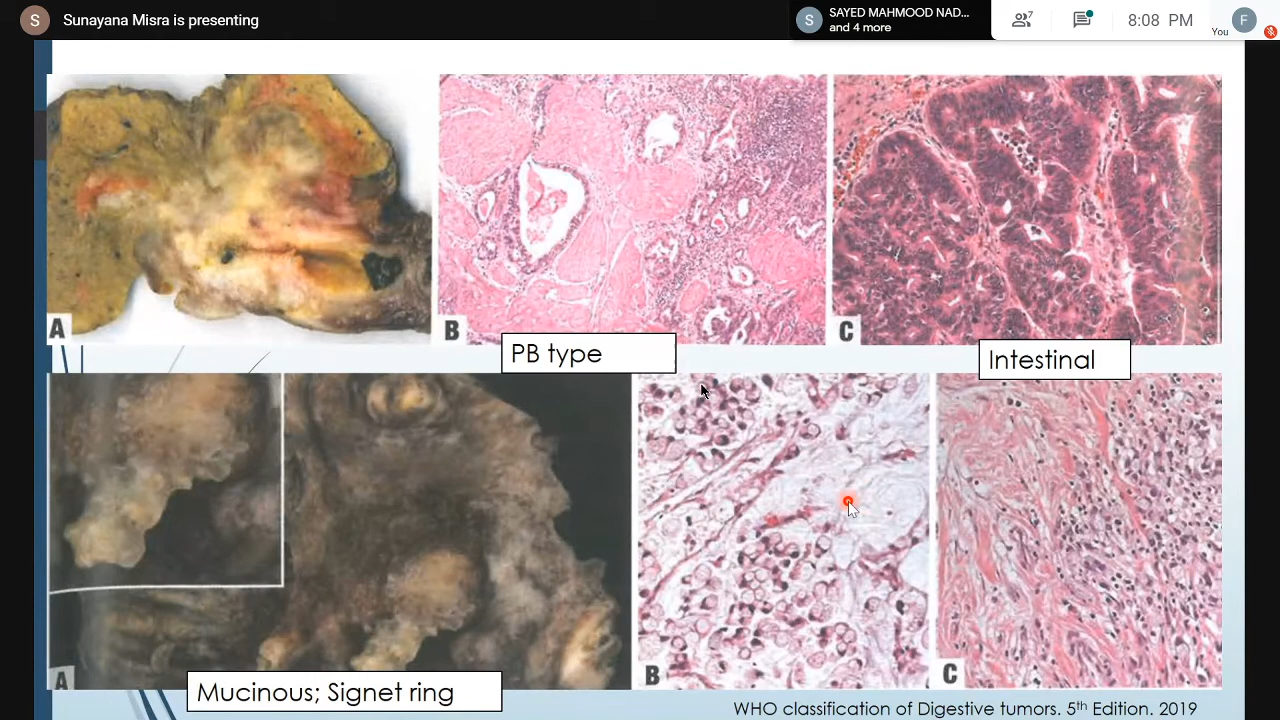 S Sunayana Misra is presenting
S SAYED MAHMOOD NAD...
and 4 more
7
8:08 PM
You
F
A
B
C
PB type
Intestinal
A
B
C
Mucinous; Signet ring
WHO classification of Digestive tumors. 5th Edition. 2019